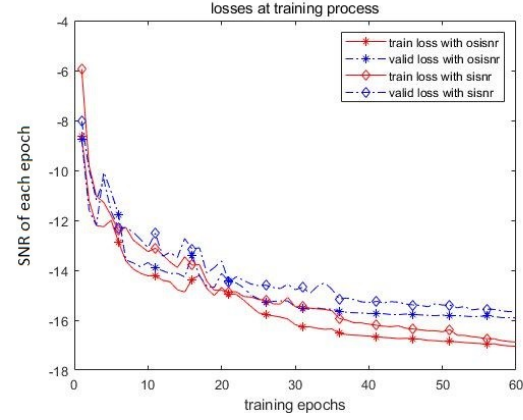 losses at training process
train loss with osisnr
valid loss with osisnr
train loss with sisnr
valid loss with sisnr
SNR of each epoch
-4
-6
-8
-10
-12
-14
-16
-18
0 10 20 30 40 50 60
training epochs